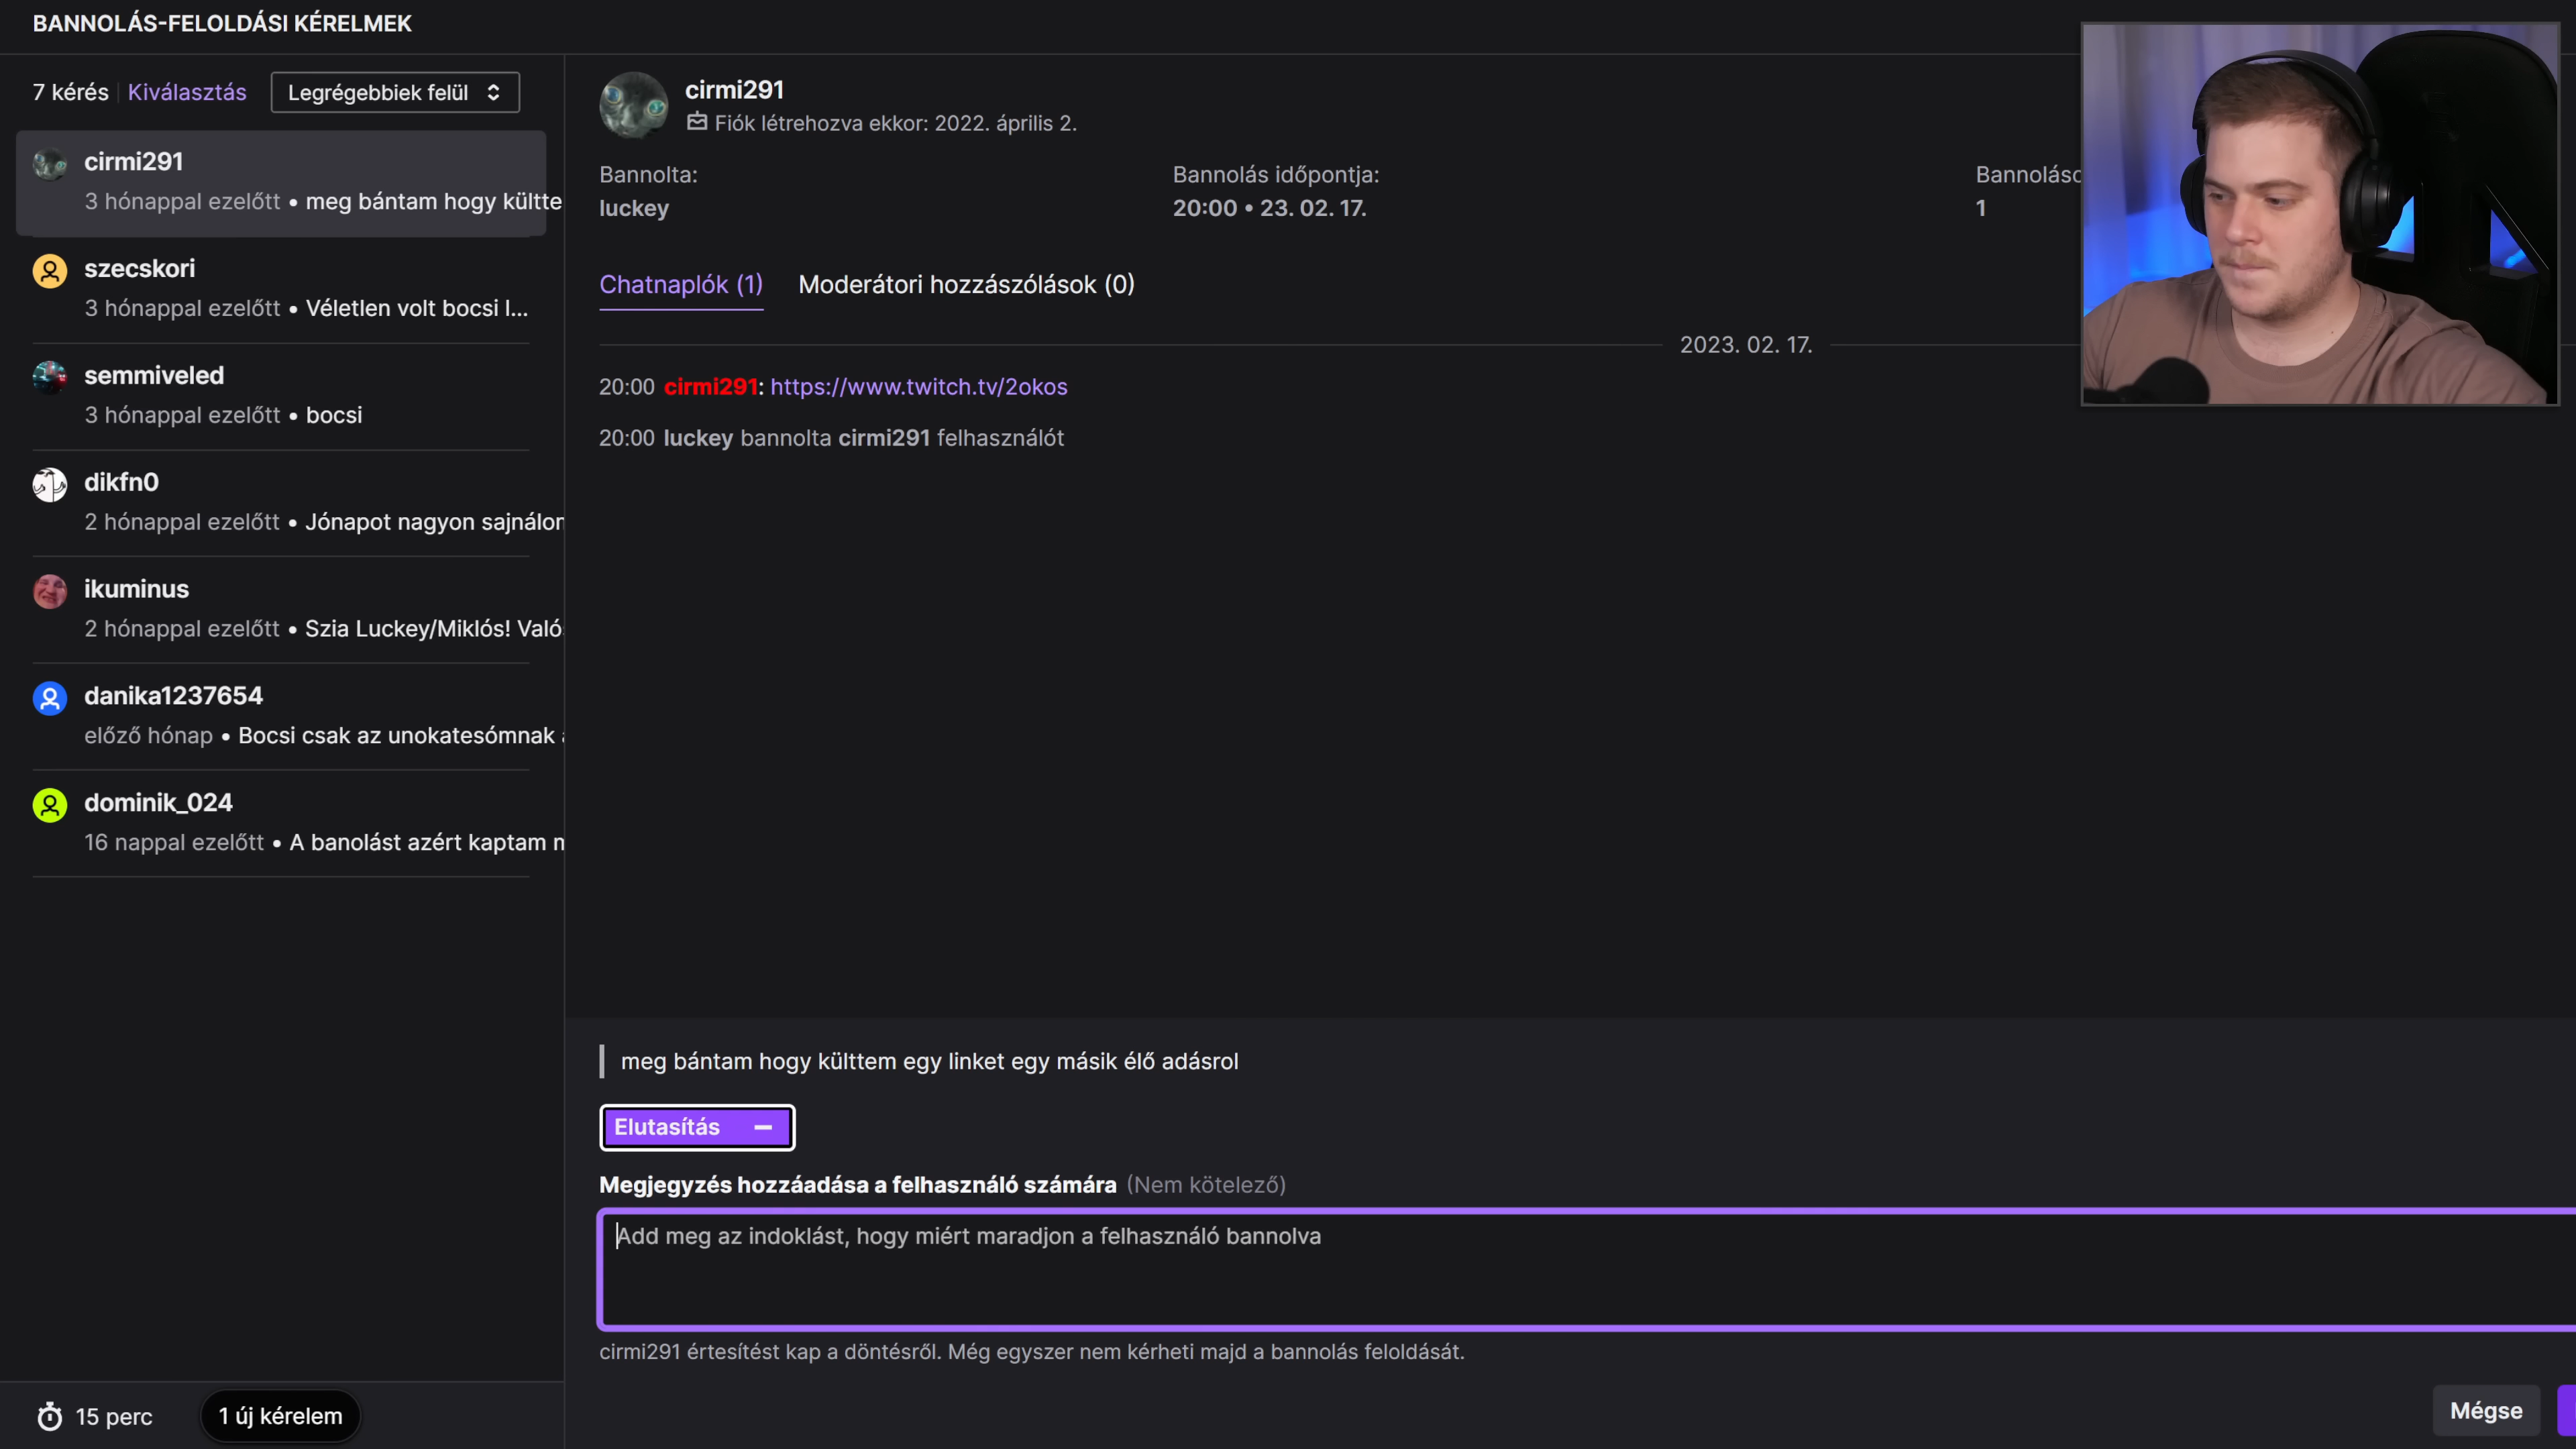 BANNOLÁS-FELOLDÁSI KÉRELMEK
7 kérés
Kiválasztás
Legrégebbiek felül
cirmi291
3 hónappal ezelőtt • meg bántam hogy kültte
szecskori
3 hónappal ezelőtt • Véletlen volt bocsi l...
semmiveled
3 hónappal ezelőtt • bocsi
dikfn0
2 hónappal ezelőtt • Jónapot nagyon sajnálom
ikuminus
2 hónappal ezelőtt • Szia Luckey/Miklós! Való
danika1237654
előző hónap • Bocsi csak az unokatesómnak
dominik_024
16 nappal ezelőtt • A banolást azért kaptam
15 perc
1 új kérelem
cirmi291
Fiók létrehozva ekkor: 2022. április 2.
Bannolta:
luckey
Bannolás időpontja:
20:00 • 23. 02. 17.
Bannolások
1
Chatnaplók (1)
Moderátori hozzászólások (0)
2023. 02. 17.
20:00 cirmi291: https://www.twitch.tv/2okos
20:00 luckey bannolta cirmi291 felhasználót
meg bántam hogy külttem egy linket egy másik élő adásrol
Elutasítás
Megjegyzés hozzáadása a felhasználó számára (Nem kötelező)
Add meg az indoklást, hogy miért maradjon a felhasználó bannolva
cirmi291 értesítést kap a döntésről. Még egyszer nem kérheti majd a bannolás feloldását.
Mégse